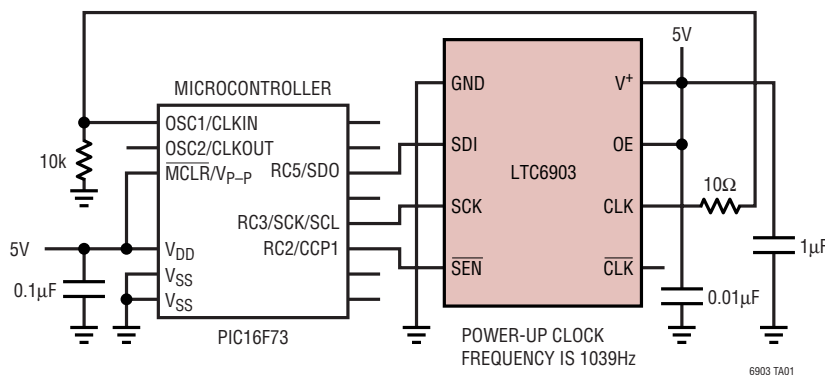 5V
MICROCONTROLLER
OSC1/CLKIN
OSC2/CLKOUT
MCLR/VP–P
RC5/SDO
RC3/SCK/SCL
RC2/CCP1
VDD
VSS
VSS
10k
5V
0.1µF
PIC16F73
GND
SDI
SCK
SEN
LTC6903
V+
OE
CLK
CLK
10Ω
1µF
0.01µF
POWER-UP CLOCK
FREQUENCY IS 1039Hz
6903 TA01